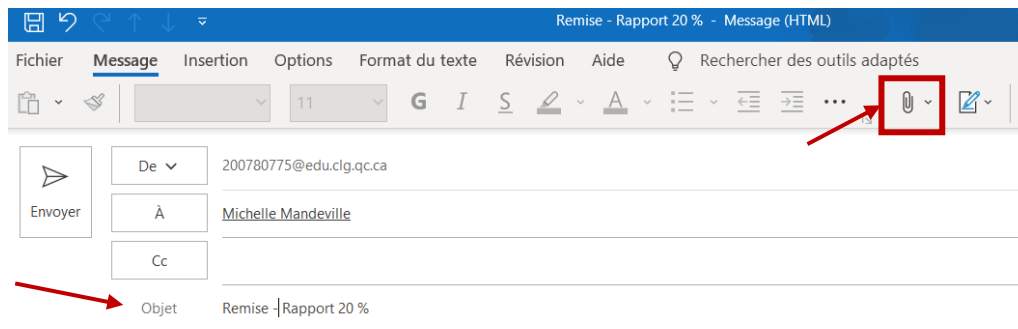 Remise - Rapport 20 % - Message (HTML)
Fichier Message Insertion Options Format du texte Révision Aide Rechercher des outils adaptés
11 G I S A
De 200780775@edu.clg.qc.ca
Envoyer À Michelle Mandeville
Cc
Objet Remise - Rapport 20 %